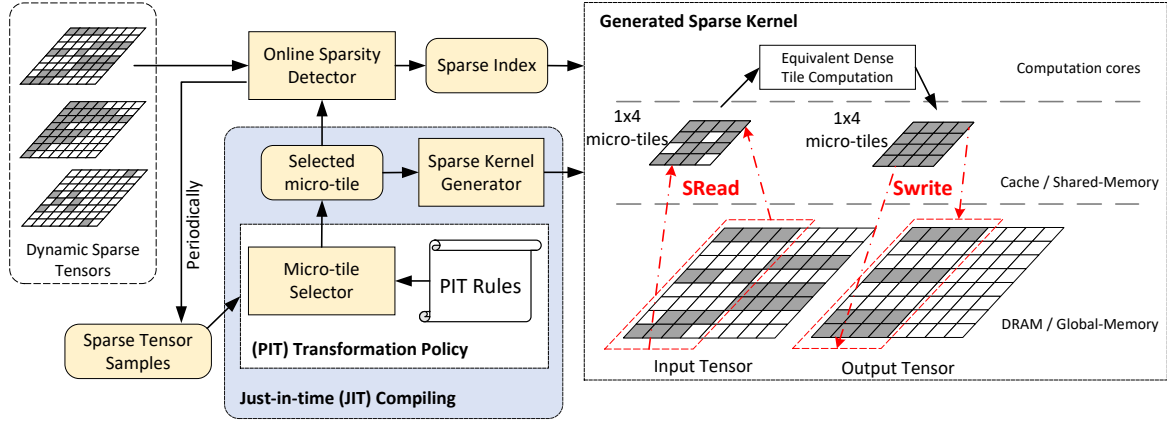 Dynamic Sparse
Tensors
Online Sparsity
Detector
Sparse Index
Periodically
Selected
micro-tile
Sparse Kernel
Generator
Micro-tile
Selector
PIT Rules
(PIT) Transformation Policy
Just-in-time (JIT) Compiling
Sparse Tensor
Samples
Generated Sparse Kernel
Equivalent Dense
Tile Computation
Computation cores
1x4
micro-tiles
1x4
micro-tiles
SRead
Swrite
Cache / Shared-Memory
DRAM / Global-Memory
Input Tensor
Output Tensor